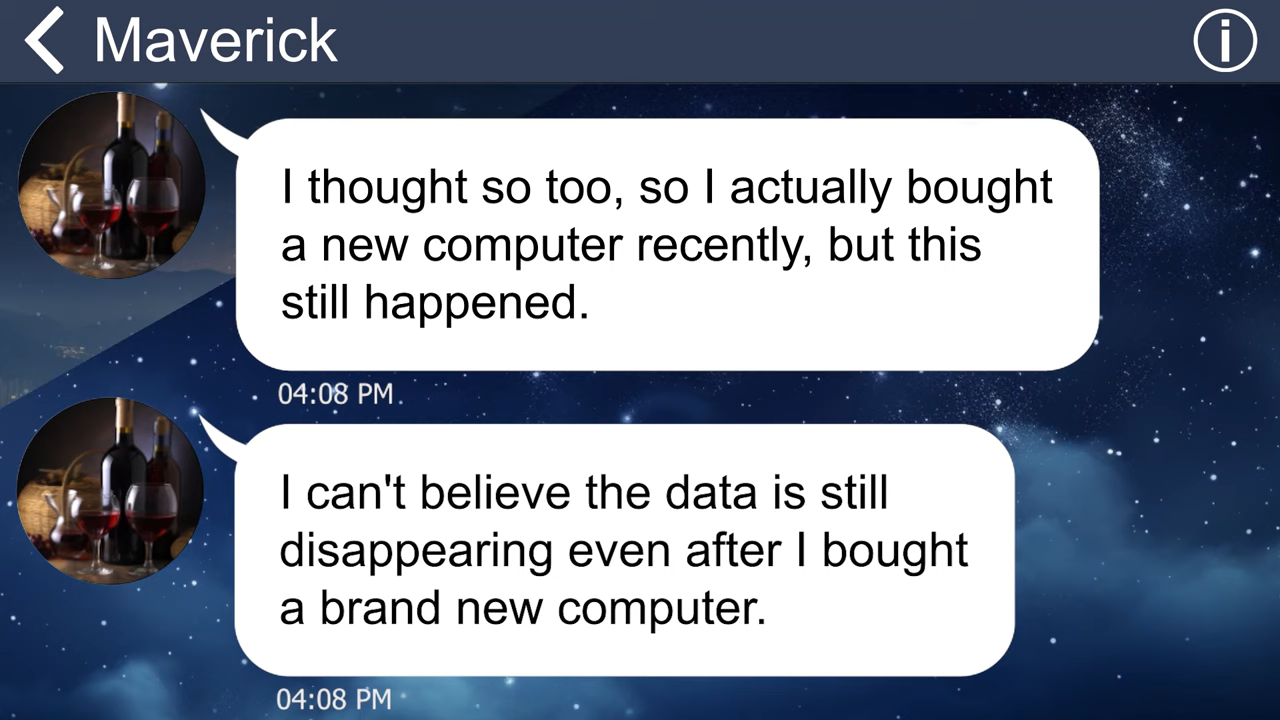 Maverick
I thought so too, so I actually bought
a new computer recently, but this
still happened.
04:08 PM
I can't believe the data is still
disappearing even after I bought
a brand new computer.
04:08 PM